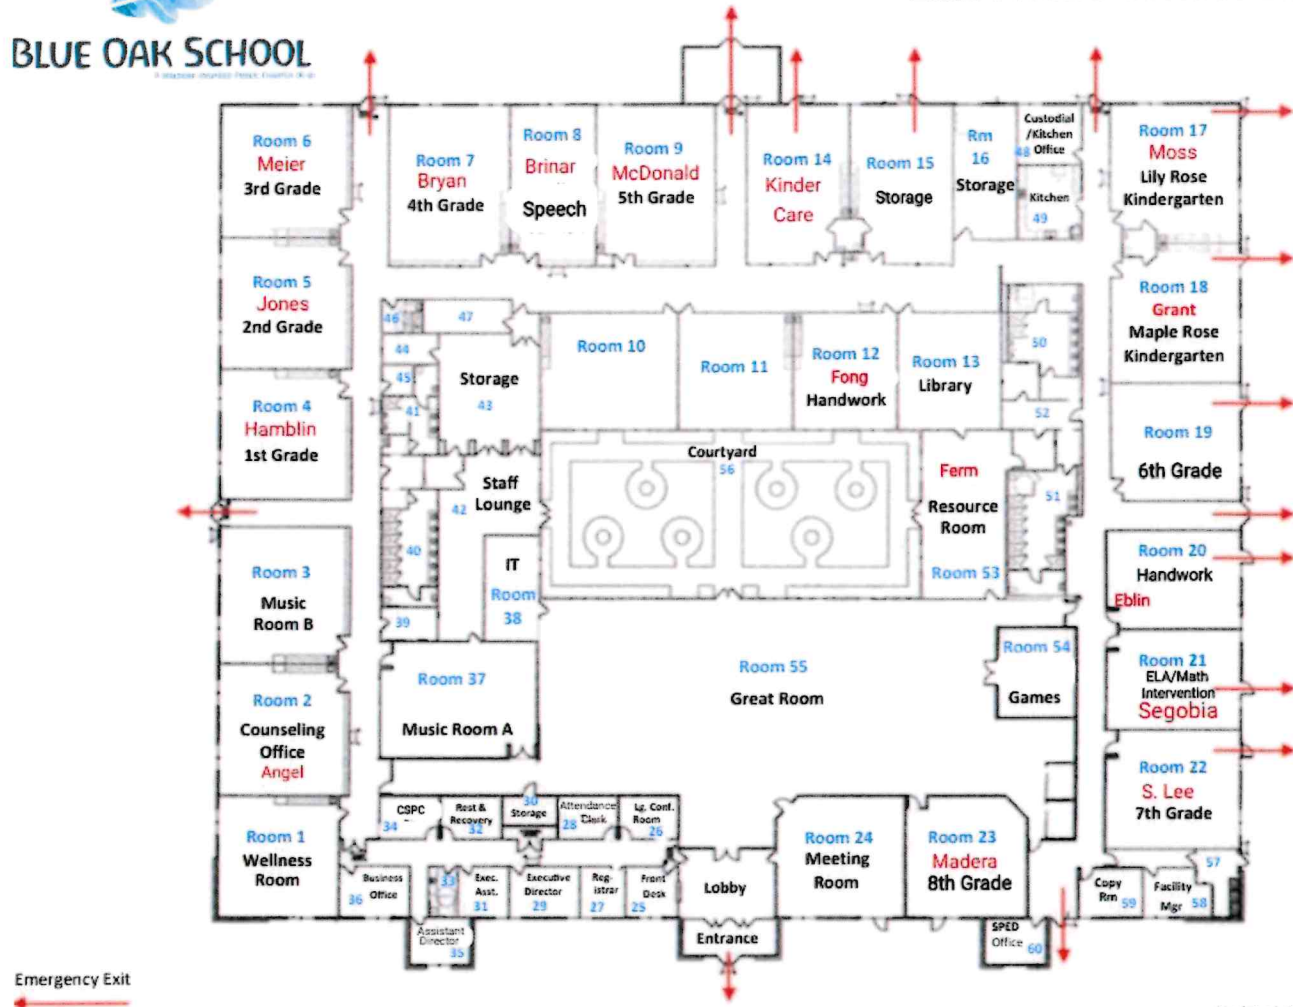 BLUE OAK SCHOOL
Room 6
Meier
3rd Grade
Room 7
Bryan
4th Grade
Room 8
Brinar
Speech
Room 9
McDonald
5th Grade
Room 14
Kinder
Care
Room 15
Storage
Rm
16
Storage
Custodial
/Kitchen
Office
48
Kitchen
49
Room 17
Moss
Lily Rose
Kindergarten
Room 5
Jones
2nd Grade
Room 18
Grant
Maple Rose
Kindergarten
46
47
44
45
41
Storage
43
Room 10
Room 11
Room 12
Fong
Handwork
Room 13
Library
50
52
Room 4
Hamblin
1st Grade
Room 19
6th Grade
Staff
Lounge
42
Courtyard
56
Ferm
Resource
Room
Room 53
51
40
IT
Room
38
39
Room 3
Music
Room B
Room 20
Handwork
Eblin
Room 2
Counseling
Office
Angel
Room 37
Music Room A
Room 55
Great Room
Room 54
Games
Room 21
ELA/Math
Intervention
Segobia
Room 22
S. Lee
7th Grade
Room 1
Wellness
Room
CSPC
34
Rest &
Recovery
32
30
Storage
Attendance
Clerk
28
Lg. Conf.
Room
26
Business
Office
36
33
Exec.
Asst.
31
Executive
Director
29
Reg-
istrar
27
Front
Desk
25
Lobby
Entrance
Room 24
Meeting
Room
Room 23
Madera
8th Grade
57
Copy
Rm
59
Facility
Mgr
58
Assistant
Director
35
SPED
Office
60
Emergency Exit